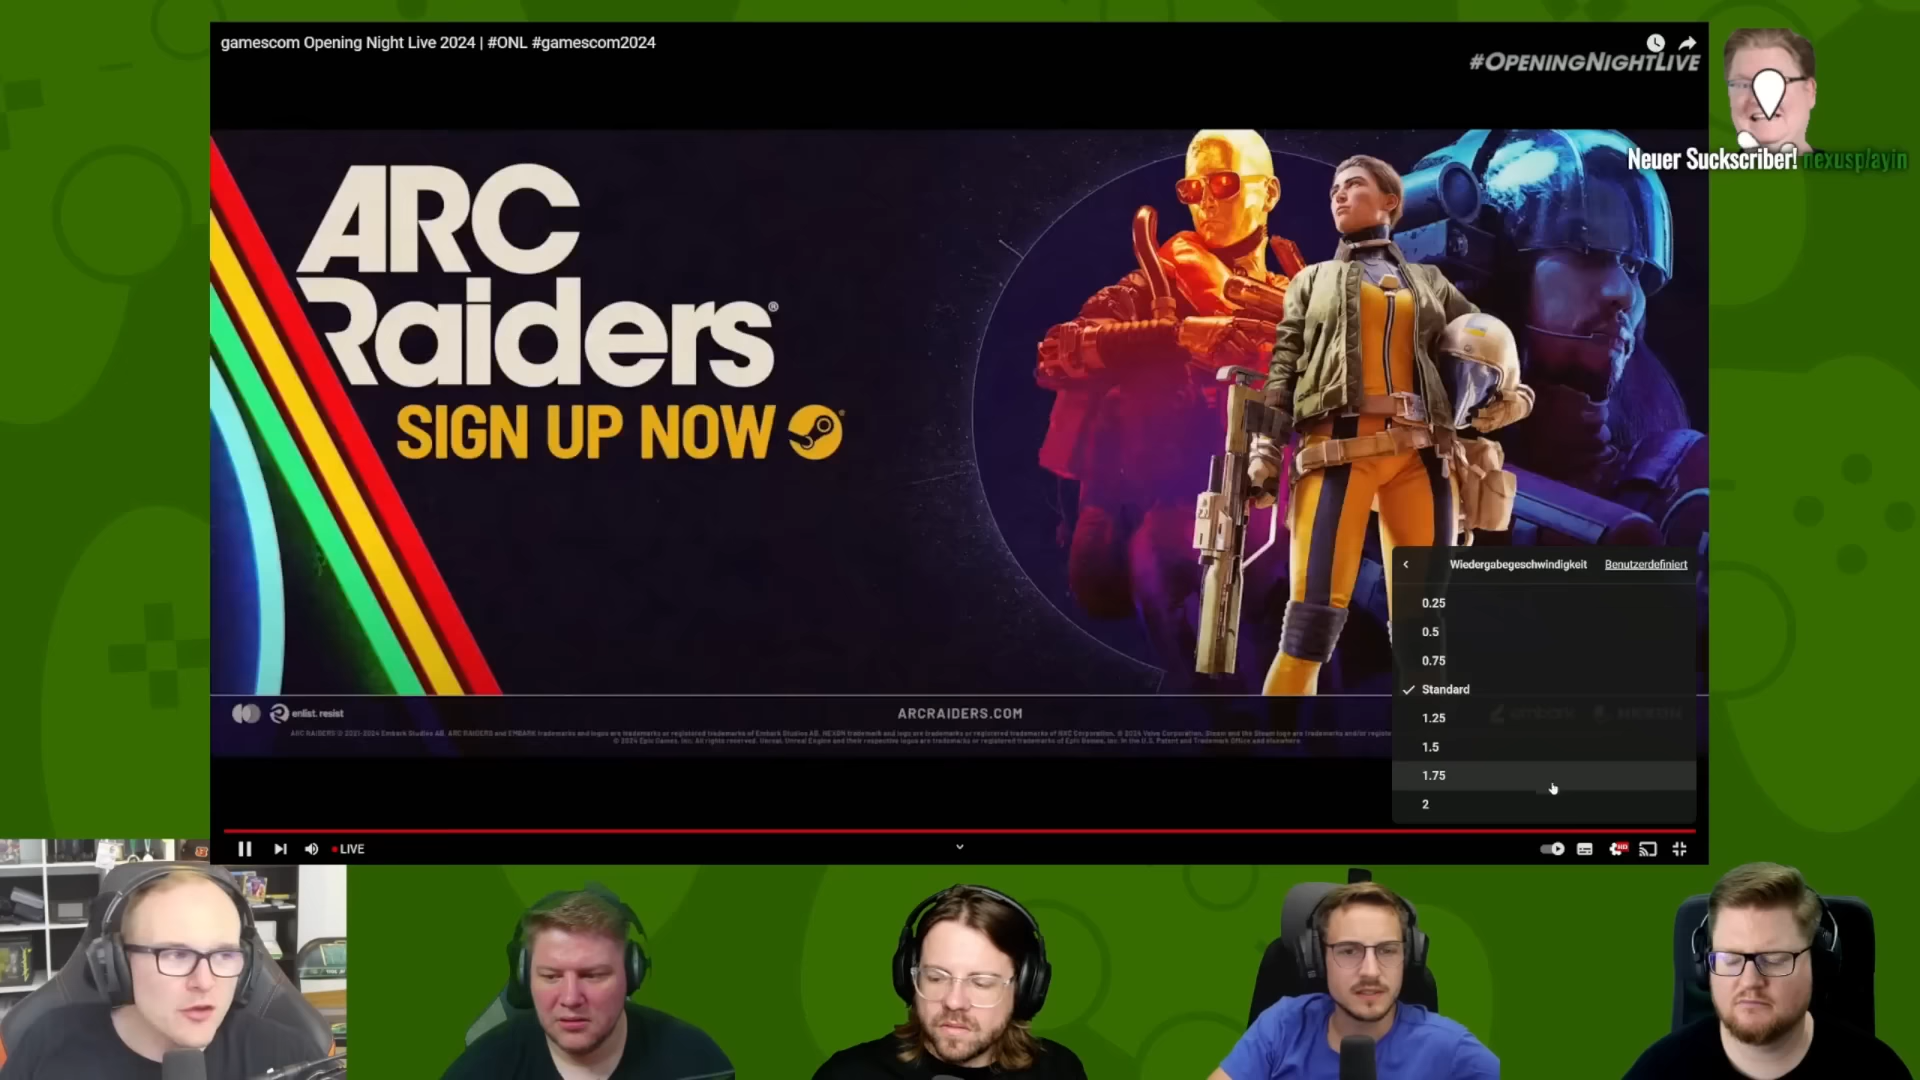 gamescom Opening Night Live 2024 | #ONL #gamescom2024
#OPENINGNIGHTLIVE
Neuer Suckscriber! nexusplayin
ARC
Raiders®
SIGN UP NOW
Wiedergabegeschwindigkeit Benutzerdefiniert
0.25
0.5
0.75
Standard
1.25
1.5
1.75
2
enlist. resist
ARCRAIDERS.COM
LIVE
HD